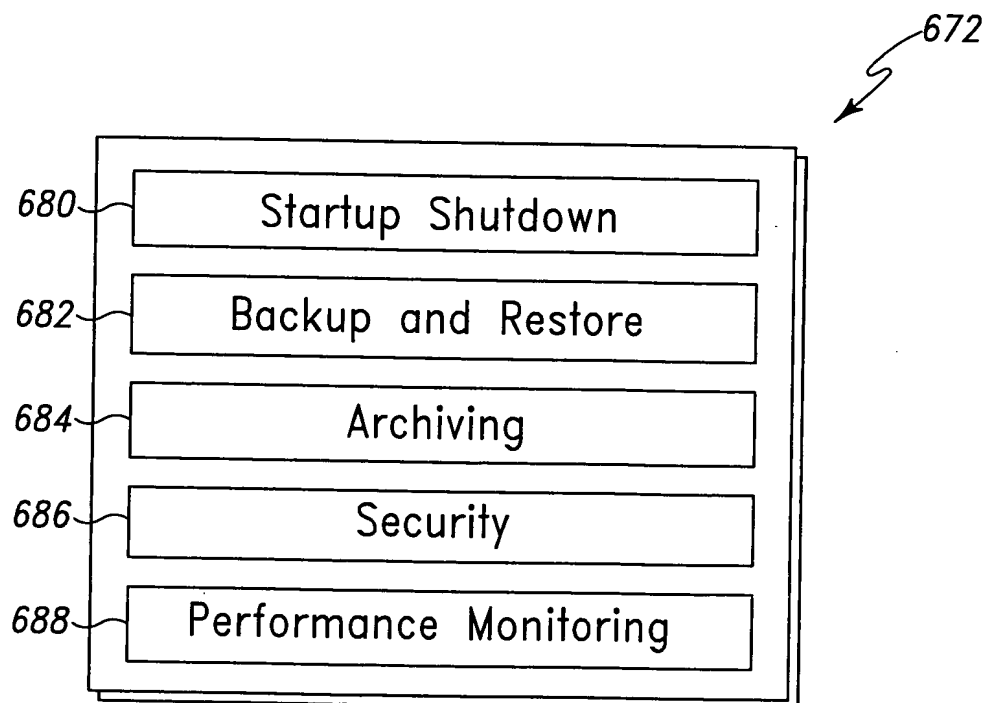 672
680 Startup Shutdown
682 Backup and Restore
684 Archiving
686 Security
688 Performance Monitoring